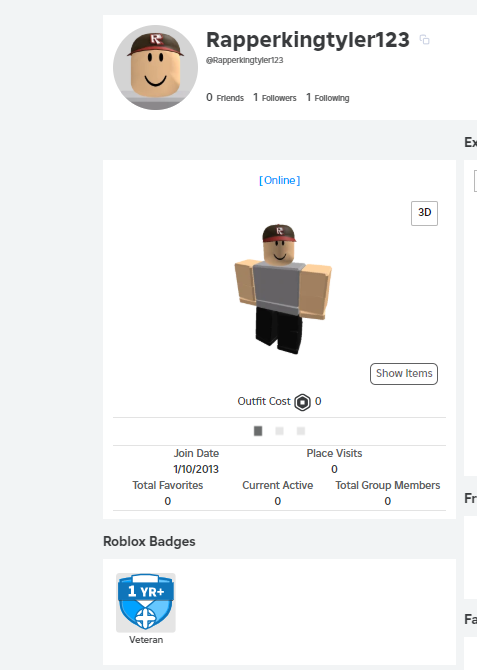 Rapperkingtyler123
@Rapperkingtyler123
0 Friends 1 Followers 1 Following
Ex
[Online]
3D
R
R
Show Items
Outfit Cost 0
Join Date Place Visits
1/10/2013 0
Total Favorites Current Active Total Group Members
0 0 0
Fr
Roblox Badges
1 YR+
Fa
Veteran